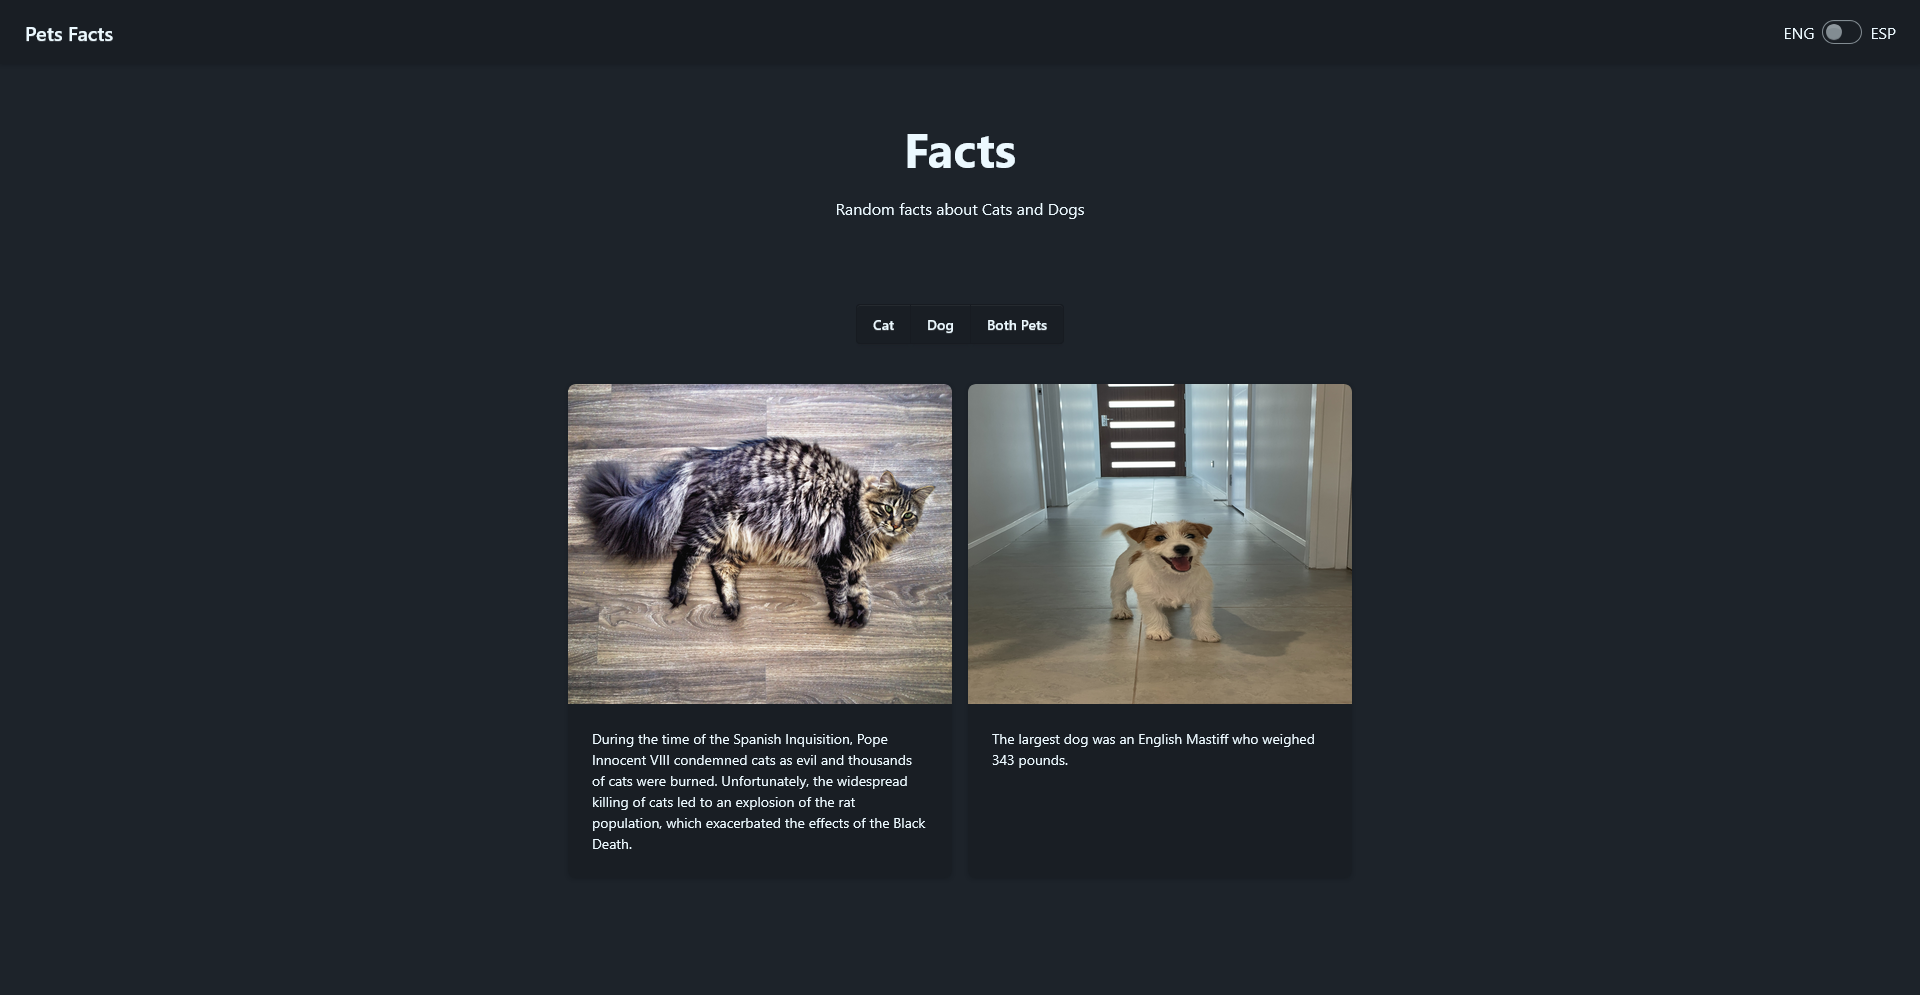 Pets Facts
ENG ESP
Facts
Random facts about Cats and Dogs
Cat Dog Both Pets
During the time of the Spanish Inquisition, Pope
Innocent VIII condemned cats as evil and thousands
of cats were burned. Unfortunately, the widespread
killing of cats led to an explosion of the rat
population, which exacerbated the effects of the Black
Death.
The largest dog was an English Mastiff who weighed
343 pounds.